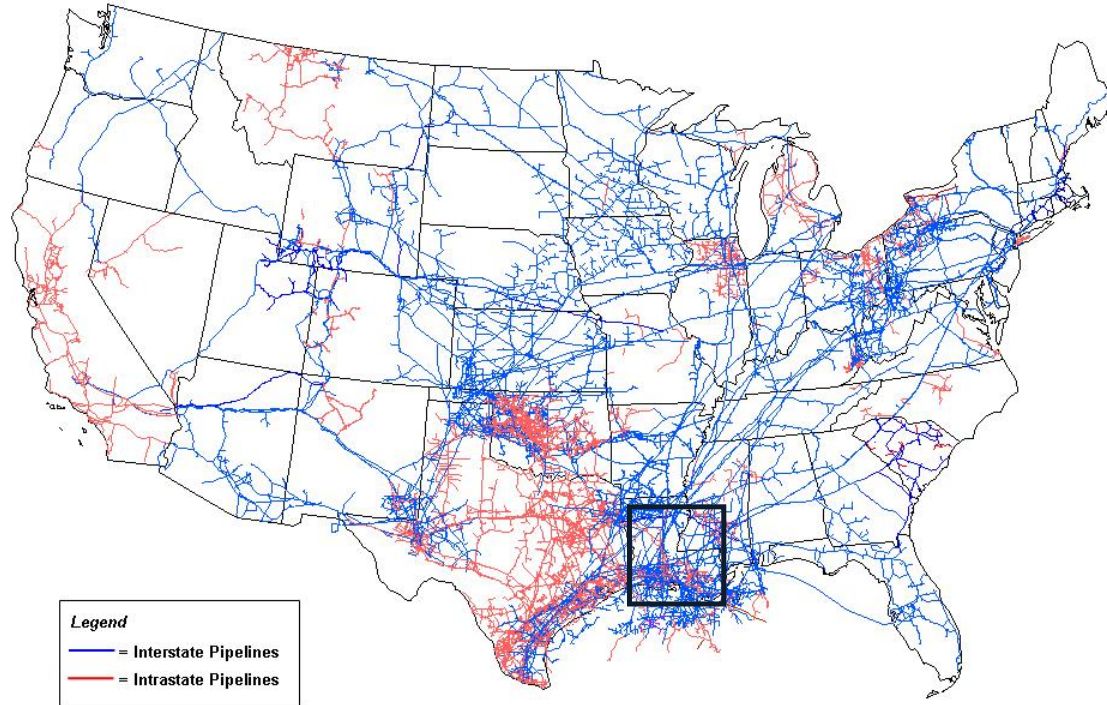 Legend
= Interstate Pipelines
= Intrastate Pipelines